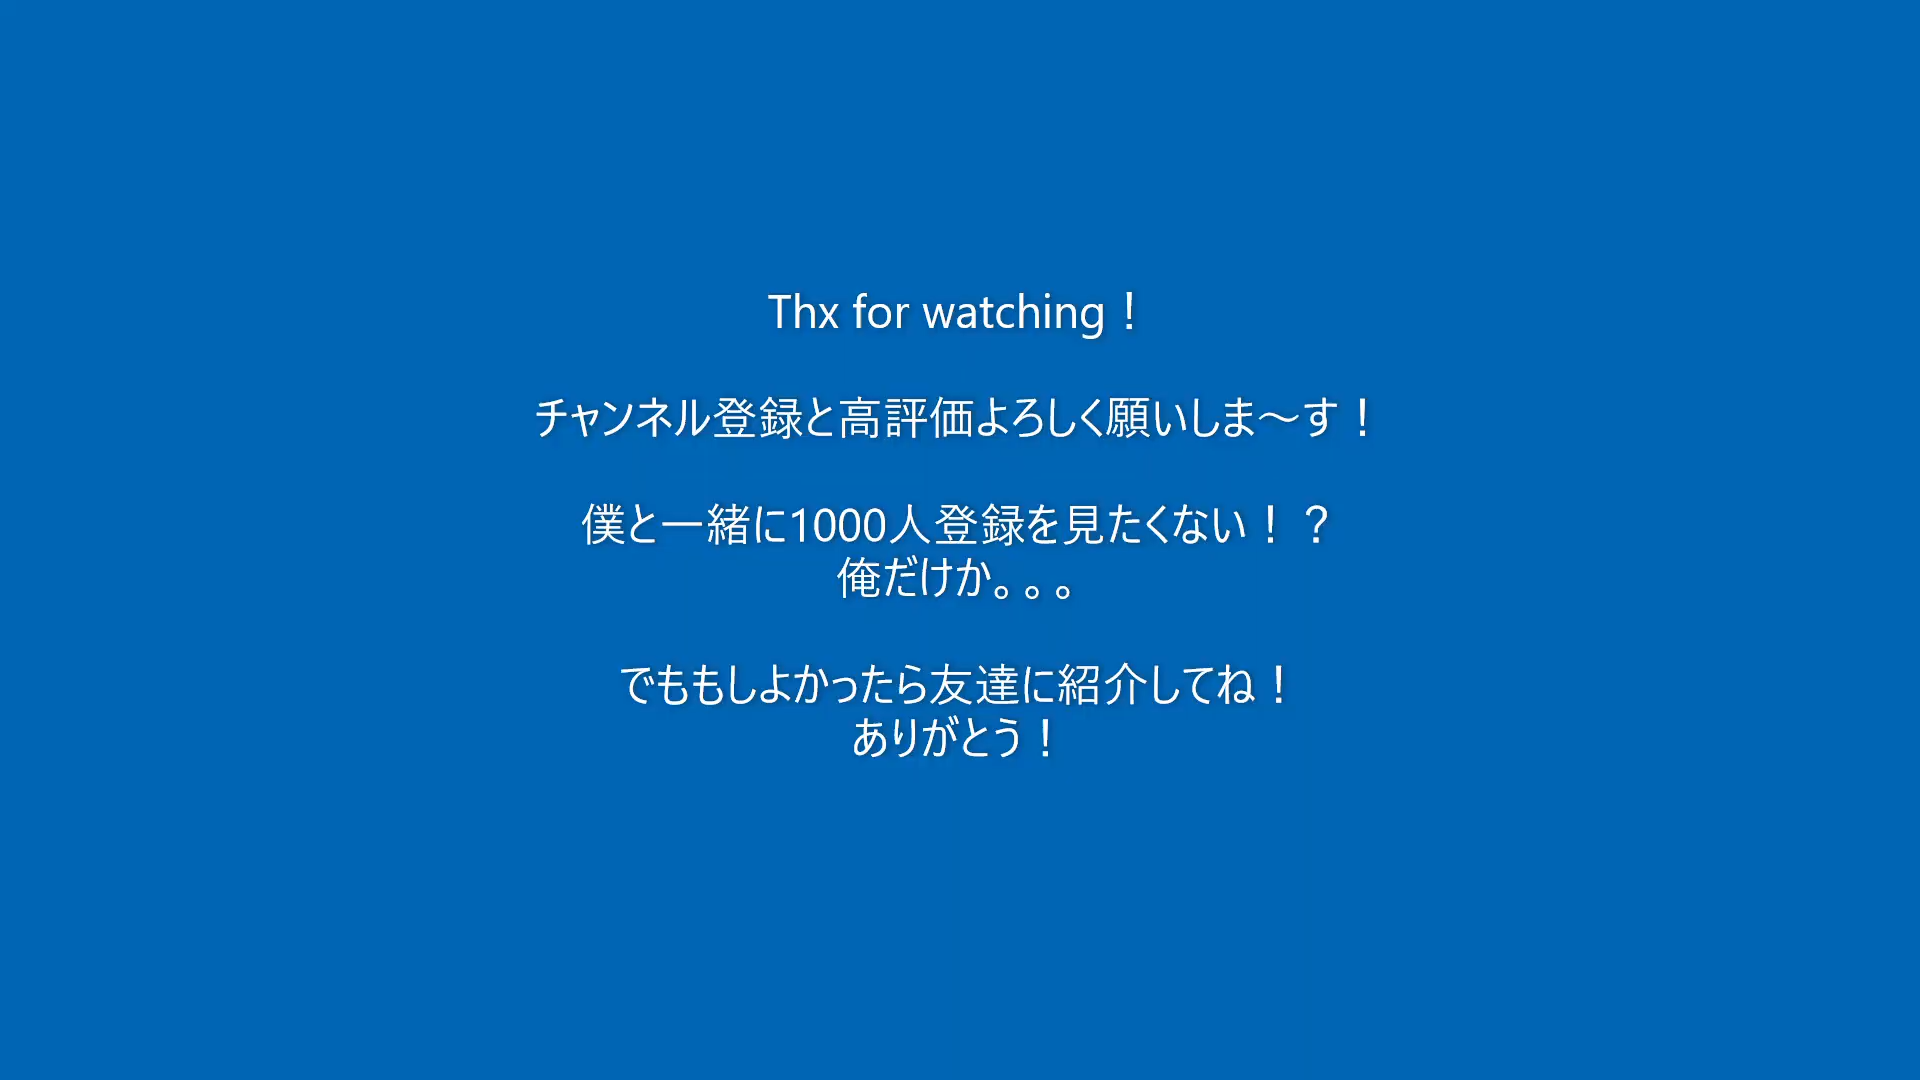 Thx for watching！
チャンネル登録と高評価よろしく願いしま～す！
僕と一緒に1000人登録を見たくない！？
俺だけか。。。
でももしよかったら友達に紹介してね！
ありがとう！